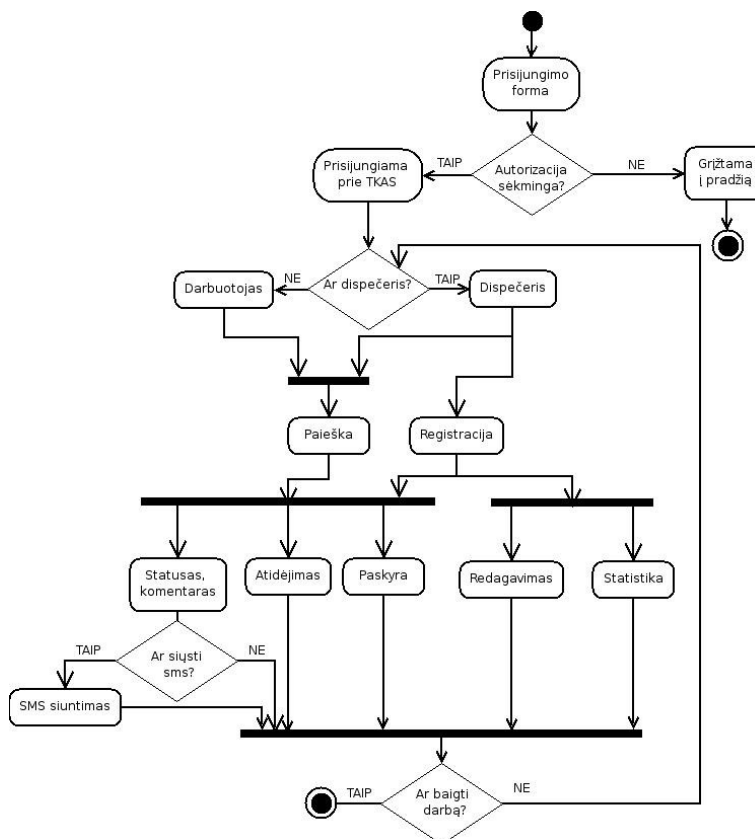 Prisijungimo
forma
Prisijungiama
prie TKAS
TAIP
Autorizacija
sėkminga?
NE
Grįžtama
į pradžią
Darbuotojas
NE
Ar dispečeris?
TAIP
Dispečeris
Paieška
Registracija
Statusas,
komentaras
Atidėjimas
Paskyra
Redagavimas
Statistika
TAIP
Ar siųsti
sms?
NE
SMS siuntimas
TAIP
Ar baigti
darbą?
NE